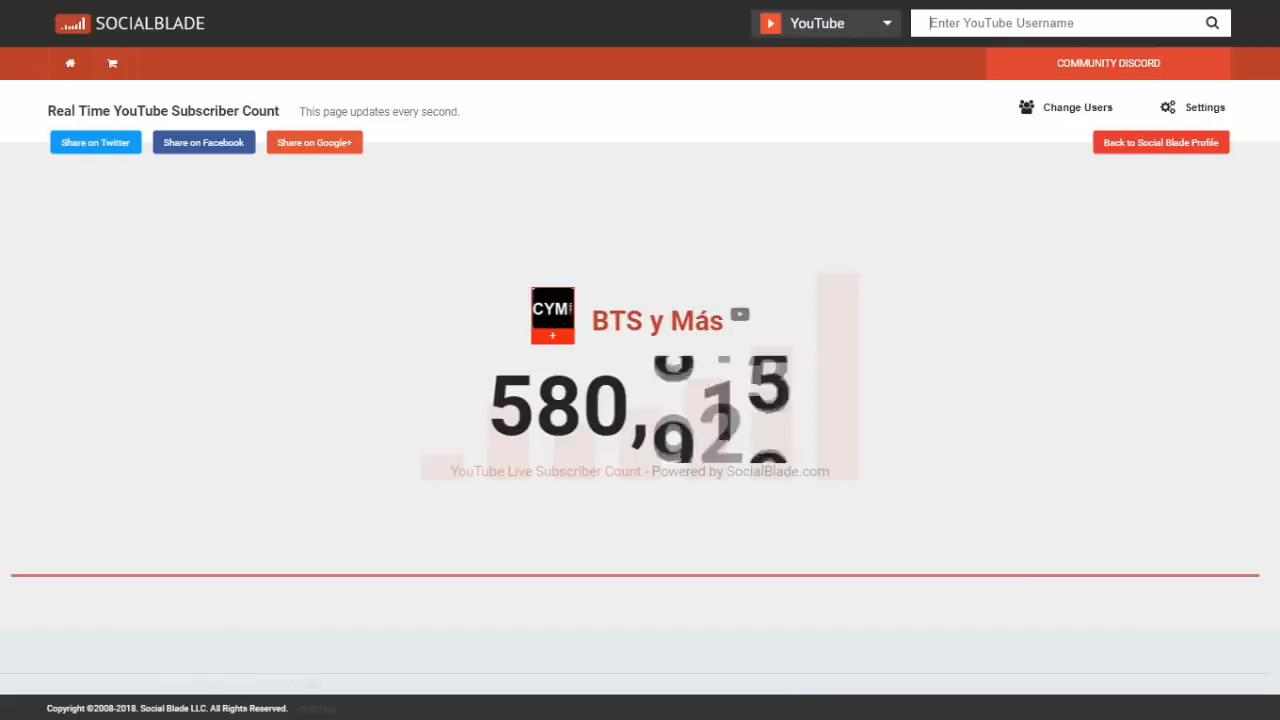 SOCIALBLADE
YouTube
Enter YouTube Username
COMMUNITY DISCORD
Real Time YouTube Subscriber Count
This page updates every second.
Change Users
Settings
Share on Twitter
Share on Facebook
Share on Google+
Back to Social Blade Profile
CYM
+
BTS y Más
580,
YouTube Live Subscriber Count - Powered by SocialBlade.com
Copyright ©2008-2018. Social Blade LLC. All Rights Reserved.